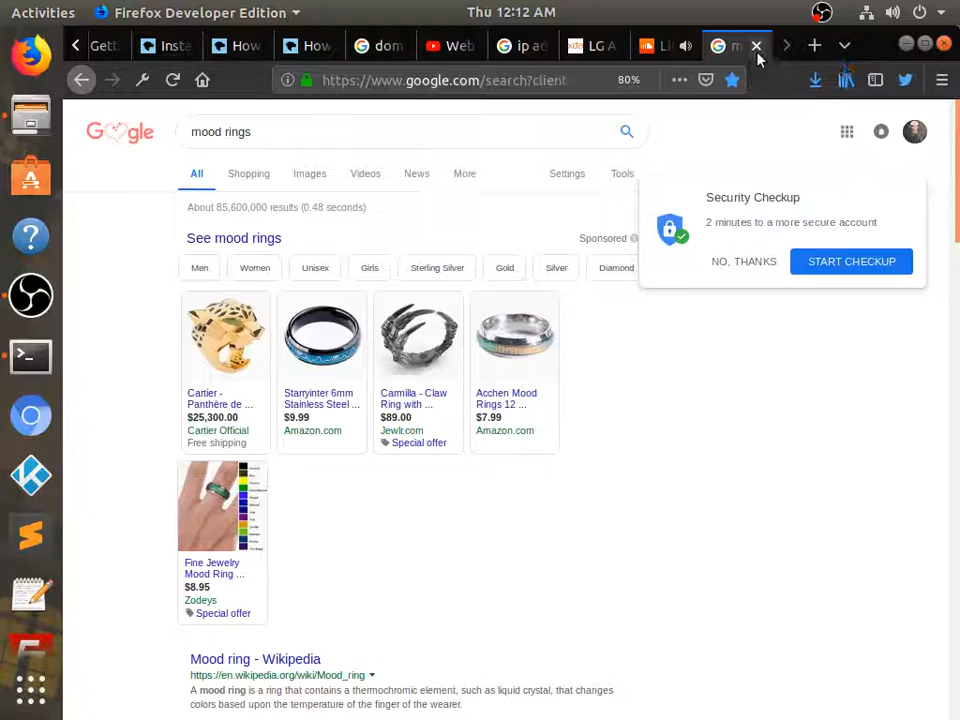 Activities Firefox Developer Edition Thu 12:12 AM
Gett Insta How How dom Web ip ad LG A Li m
https://www.google.com/search?client 80%
Google mood rings
All Shopping Images Videos News More Settings Tools
About 85,600,000 results (0.48 seconds)
Security Checkup
2 minutes to a more secure account
NO, THANKS START CHECKUP
See mood rings Sponsored
Men Women Unisex Girls Sterling Silver Gold Silver Diamond
Cartier -
Panthère de ...
$25,300.00
Cartier Official
Free shipping
Starryinter 6mm
Stainless Steel ...
$9.99
Amazon.com
Carmilla - Claw
Ring with ...
$89.00
Jewlr.com
Special offer
Acchen Mood
Rings 12 ...
$7.99
Amazon.com
Fine Jewelry
Mood Ring ...
$8.95
Zodeys
Special offer
Mood ring - Wikipedia
https://en.wikipedia.org/wiki/Mood_ring
A mood ring is a ring that contains a thermochromic element, such as liquid crystal, that changes
colors based upon the temperature of the finger of the wearer.